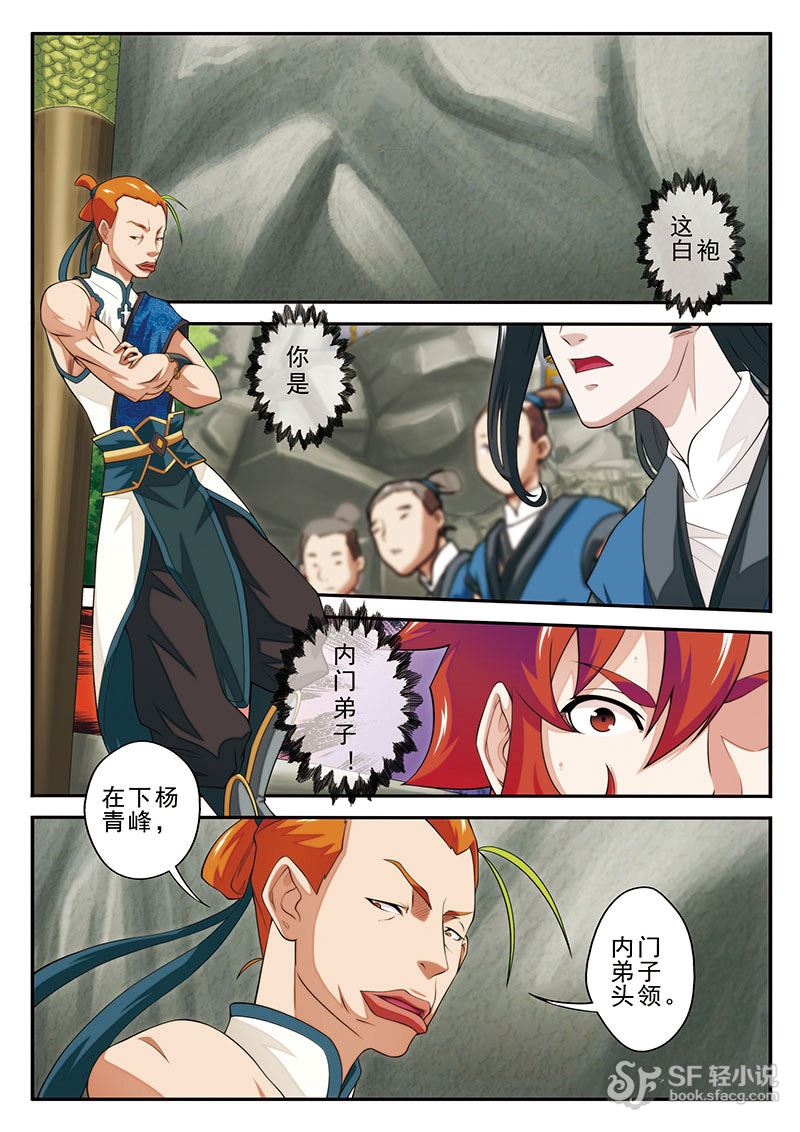 这
白袍
你
是
内
门
弟
子
！
在下杨
青峰，
内门
弟子
头领。
SF 轻小说
book.sfacg.com